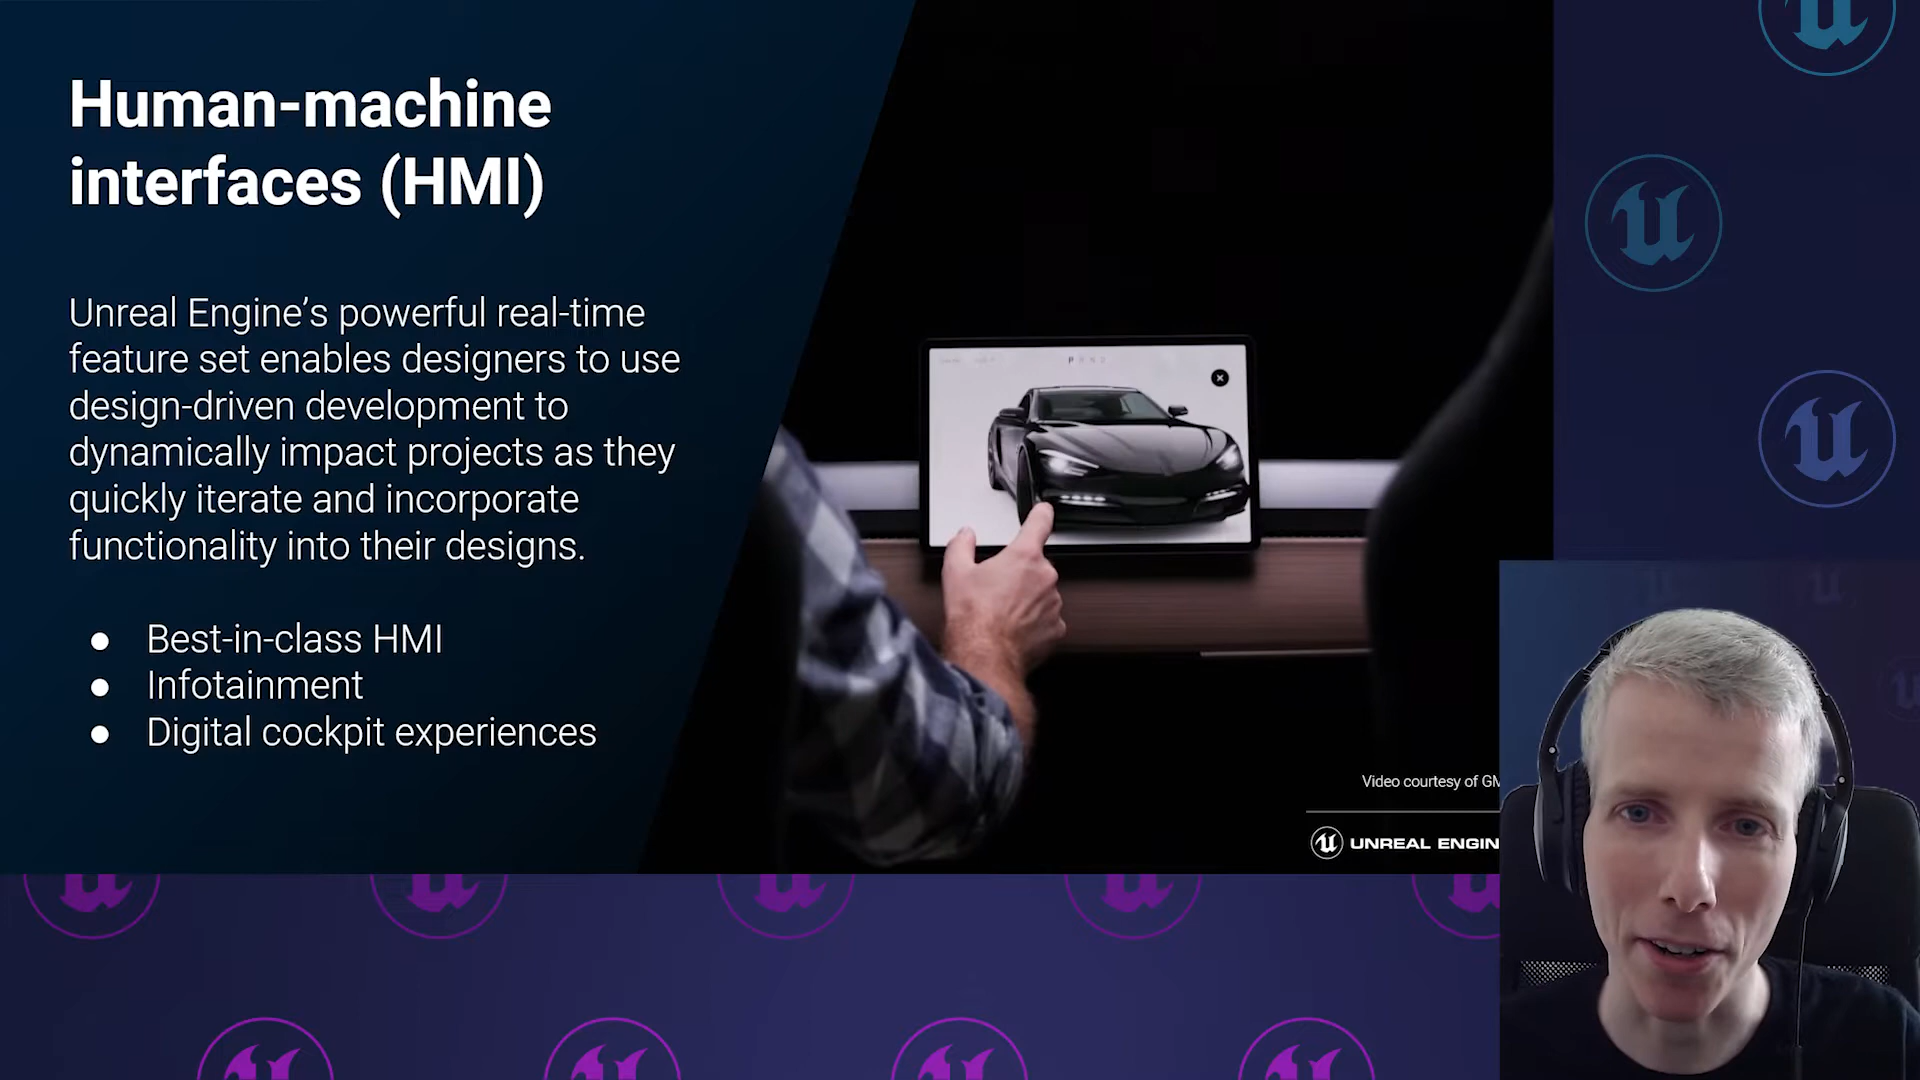 Human-machine
interfaces (HMI)
Unreal Engine’s powerful real-time
feature set enables designers to use
design-driven development to
dynamically impact projects as they
quickly iterate and incorporate
functionality into their designs.
● Best-in-class HMI
● Infotainment
● Digital cockpit experiences
P R N D
Video courtesy of GM
UNREAL ENGIN